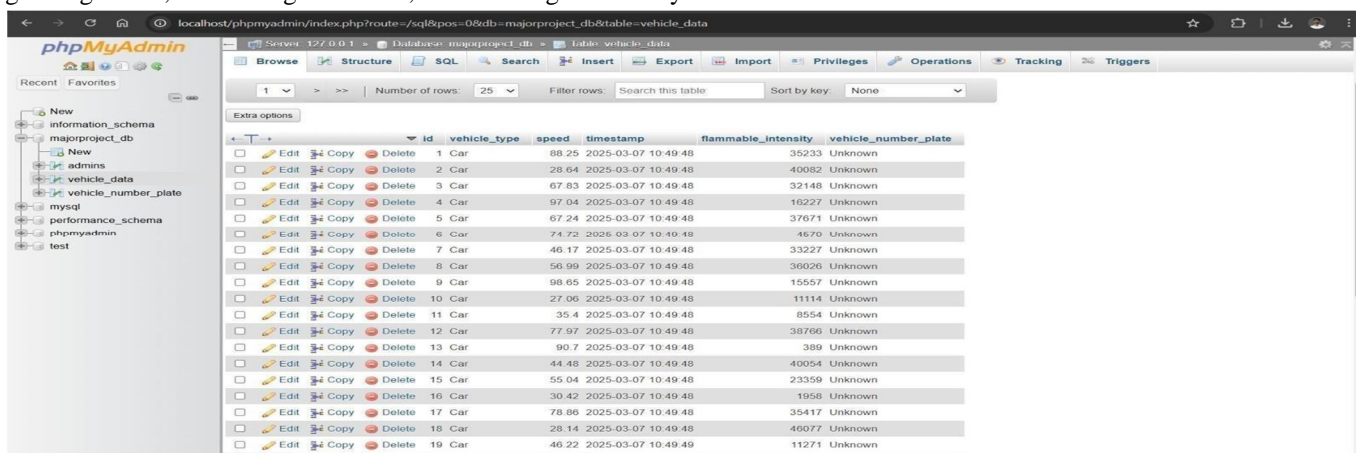 localhost/phpmyadmin/index.php?route=/sql&pos=0&db=majorproject_db&table=vehicle_data
phpMyAdmin
Recent Favorites
New
information_schema
majorproject_db
New
admins
vehicle_data
vehicle_number_plate
mysql
performance_schema
phpmyadmin
test
Server: 127.0.0.1 » Database: majorproject_db » Table: vehicle_data
Browse Structure SQL Search Insert Export Import Privileges Operations Tracking Triggers
1 > >> Number of rows: 25 Filter rows: Search this table Sort by key: None
Extra options
id vehicle_type speed timestamp flammable_intensity vehicle_number_plate
Edit Copy Delete 1 Car 88.25 2025-03-07 10:49:48 35233 Unknown
Edit Copy Delete 2 Car 28.64 2025-03-07 10:49:48 40082 Unknown
Edit Copy Delete 3 Car 67.83 2025-03-07 10:49:48 32148 Unknown
Edit Copy Delete 4 Car 97.04 2025-03-07 10:49:48 16227 Unknown
Edit Copy Delete 5 Car 67.24 2025-03-07 10:49:48 37671 Unknown
Edit Copy Delete 6 Car 74.72 2025-03-07 10:49:48 4570 Unknown
Edit Copy Delete 7 Car 46.17 2025-03-07 10:49:48 33227 Unknown
Edit Copy Delete 8 Car 56.99 2025-03-07 10:49:48 36026 Unknown
Edit Copy Delete 9 Car 98.65 2025-03-07 10:49:48 15557 Unknown
Edit Copy Delete 10 Car 27.06 2025-03-07 10:49:48 11114 Unknown
Edit Copy Delete 11 Car 35.4 2025-03-07 10:49:48 8554 Unknown
Edit Copy Delete 12 Car 77.97 2025-03-07 10:49:48 38766 Unknown
Edit Copy Delete 13 Car 90.7 2025-03-07 10:49:48 389 Unknown
Edit Copy Delete 14 Car 44.48 2025-03-07 10:49:48 40054 Unknown
Edit Copy Delete 15 Car 55.04 2025-03-07 10:49:48 23359 Unknown
Edit Copy Delete 16 Car 30.42 2025-03-07 10:49:48 1958 Unknown
Edit Copy Delete 17 Car 78.86 2025-03-07 10:49:48 35417 Unknown
Edit Copy Delete 18 Car 28.14 2025-03-07 10:49:48 46077 Unknown
Edit Copy Delete 19 Car 46.22 2025-03-07 10:49:49 11271 Unknown